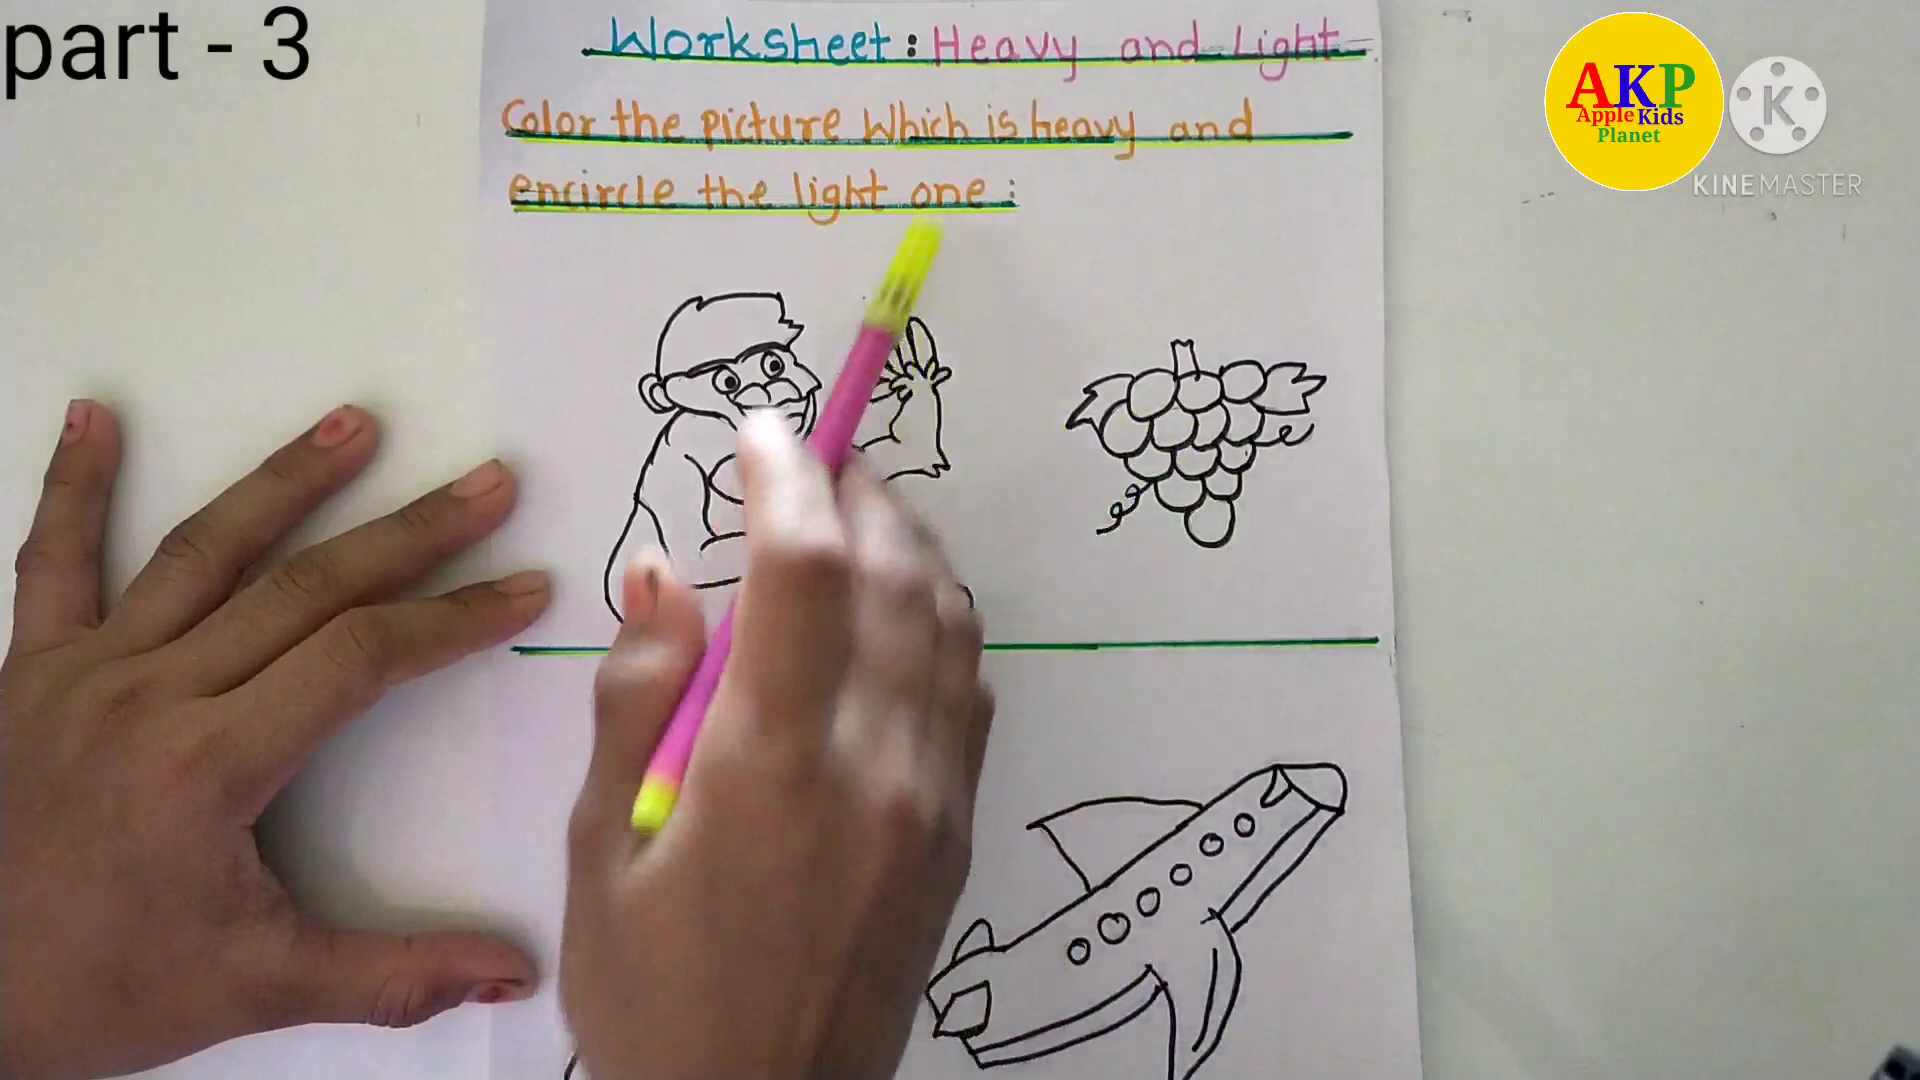 part - 3
Worksheet: Heavy and Light
Color the picture Which is heavy and
encircle the light one :
AKP
Apple Kids
Planet
K
KINEMASTER